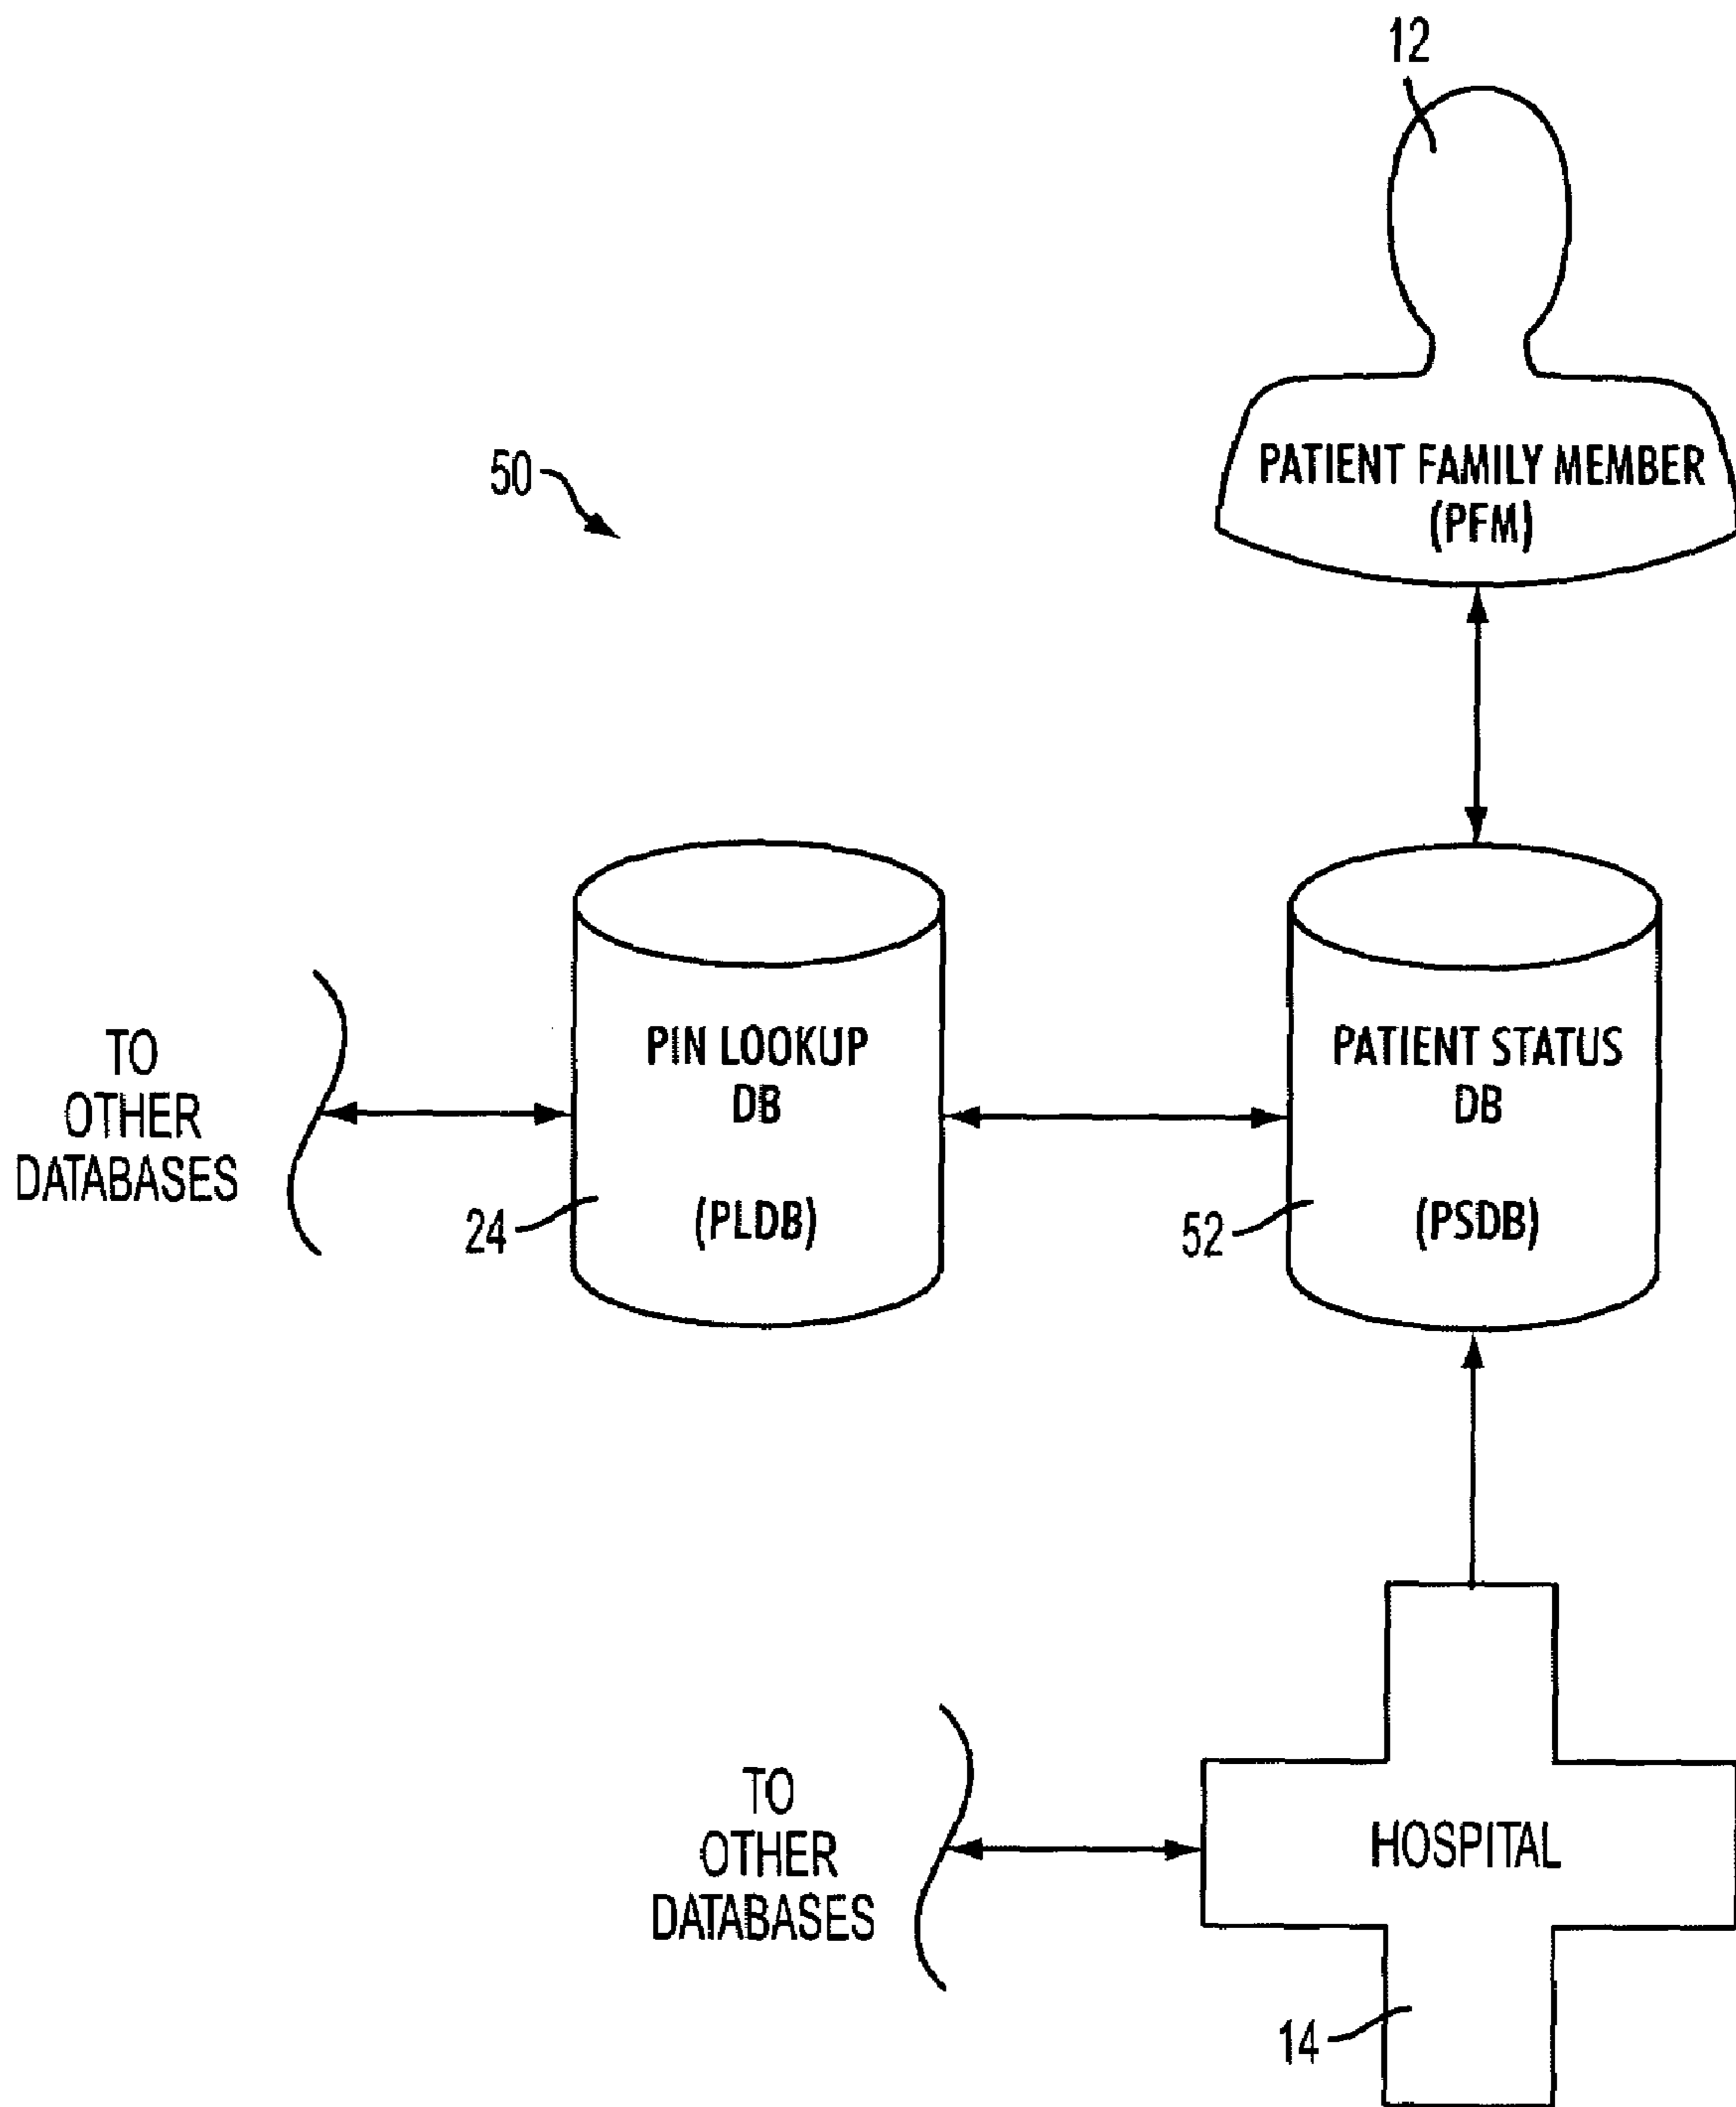 12
PATIENT FAMILY MEMBER
(PFM)
50
PIN LOOKUP
DB
(PLDB)
24
PATIENT STATUS
DB
(PSDB)
52
TO
OTHER
DATABASES
TO
OTHER
DATABASES
HOSPITAL
14